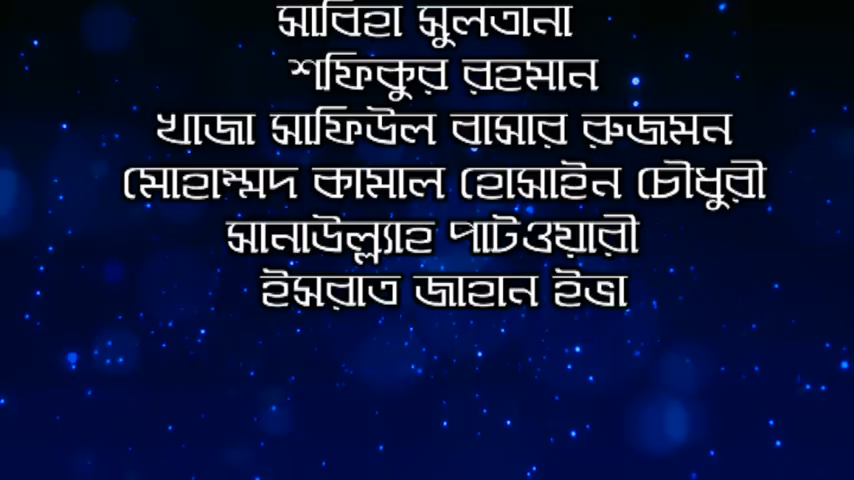 সাবিহা সুলতানা
শফিকুর রহমান
খাজা সাফিউল বাসার রুজমন
মোহাম্মদ কামাল হোসাইন চৌধুরী
সানাউল্ল্যাহ পাটওয়ারী
ইসরাত জাহান ইভা